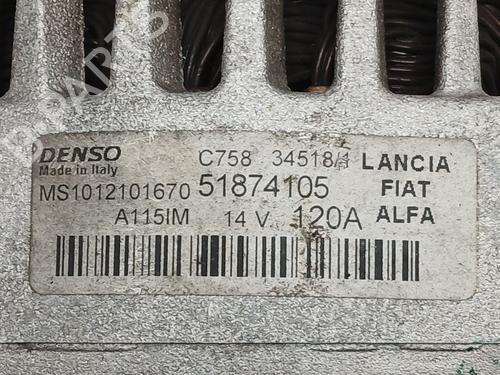 DENSO C758 34518/1 LANCIA
Made in Italy
MS1012101670 51874105 FIAT
A115IM 14 V. 120A ALFA